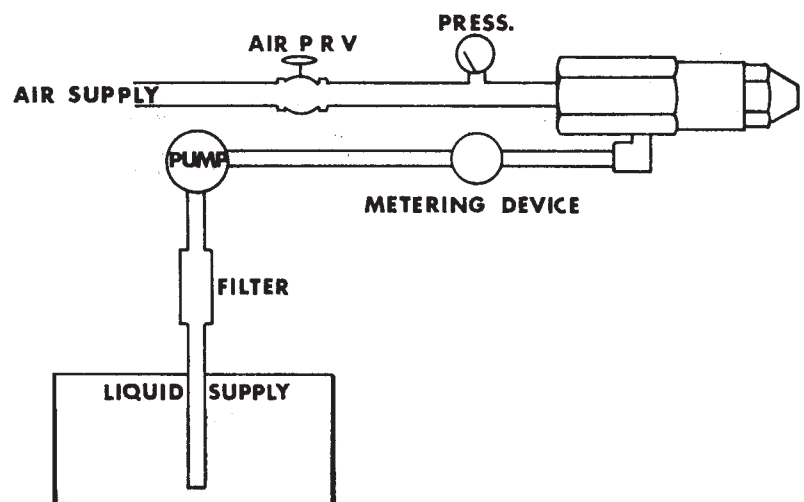 PRESS.
AIR P R V
AIR SUPPLY
PUMP
METERING DEVICE
FILTER
LIQUID SUPPLY